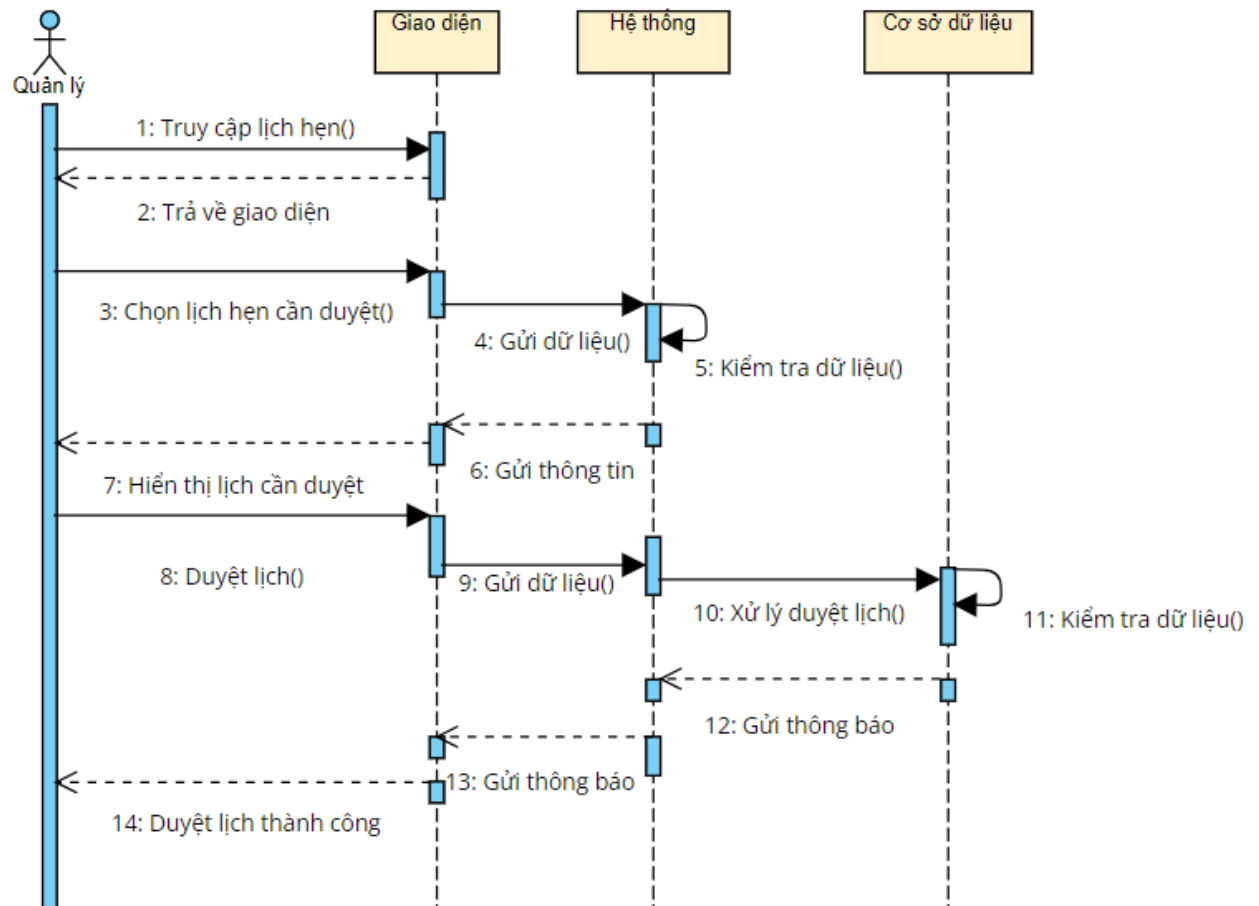 Quản lý
Giao diện
Hệ thông
Cơ sở dữ liệu
1: Truy cập lịch hẹn()
2: Trả về giao diện
3: Chọn lịch hẹn cần duyệt()
4: Gửi dữ liệu()
5: Kiểm tra dữ liệu()
6: Gửi thông tin
7: Hiển thị lịch cần duyệt
8: Duyệt lịch()
9: Gửi dữ liệu()
10: Xử lý duyệt lịch()
11: Kiểm tra dữ liệu()
12: Gửi thông báo
13: Gửi thông báo
14: Duyệt lịch thành công